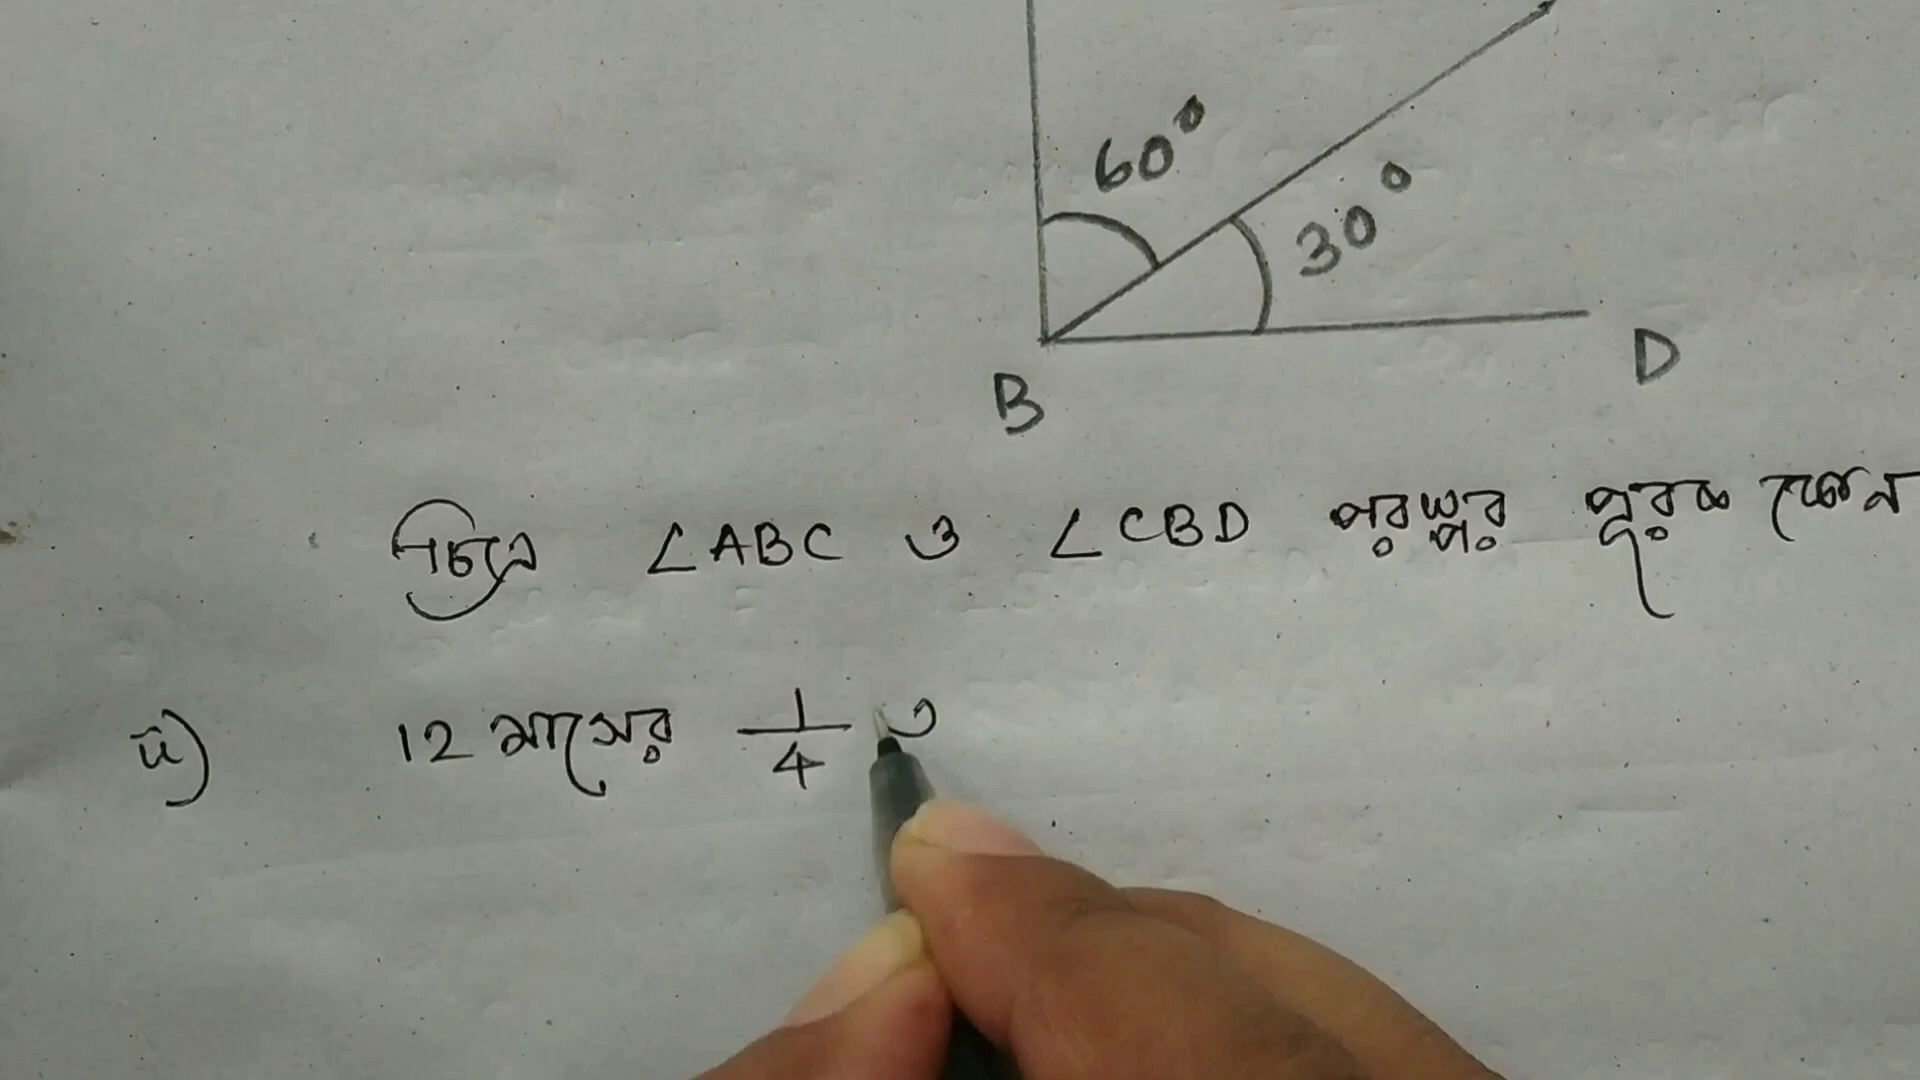 60°
30°
B
D
চিত্রে ∠ABC ও ∠CBD পরস্পর পূরক কোন
ii) 12 মাসের 1/4